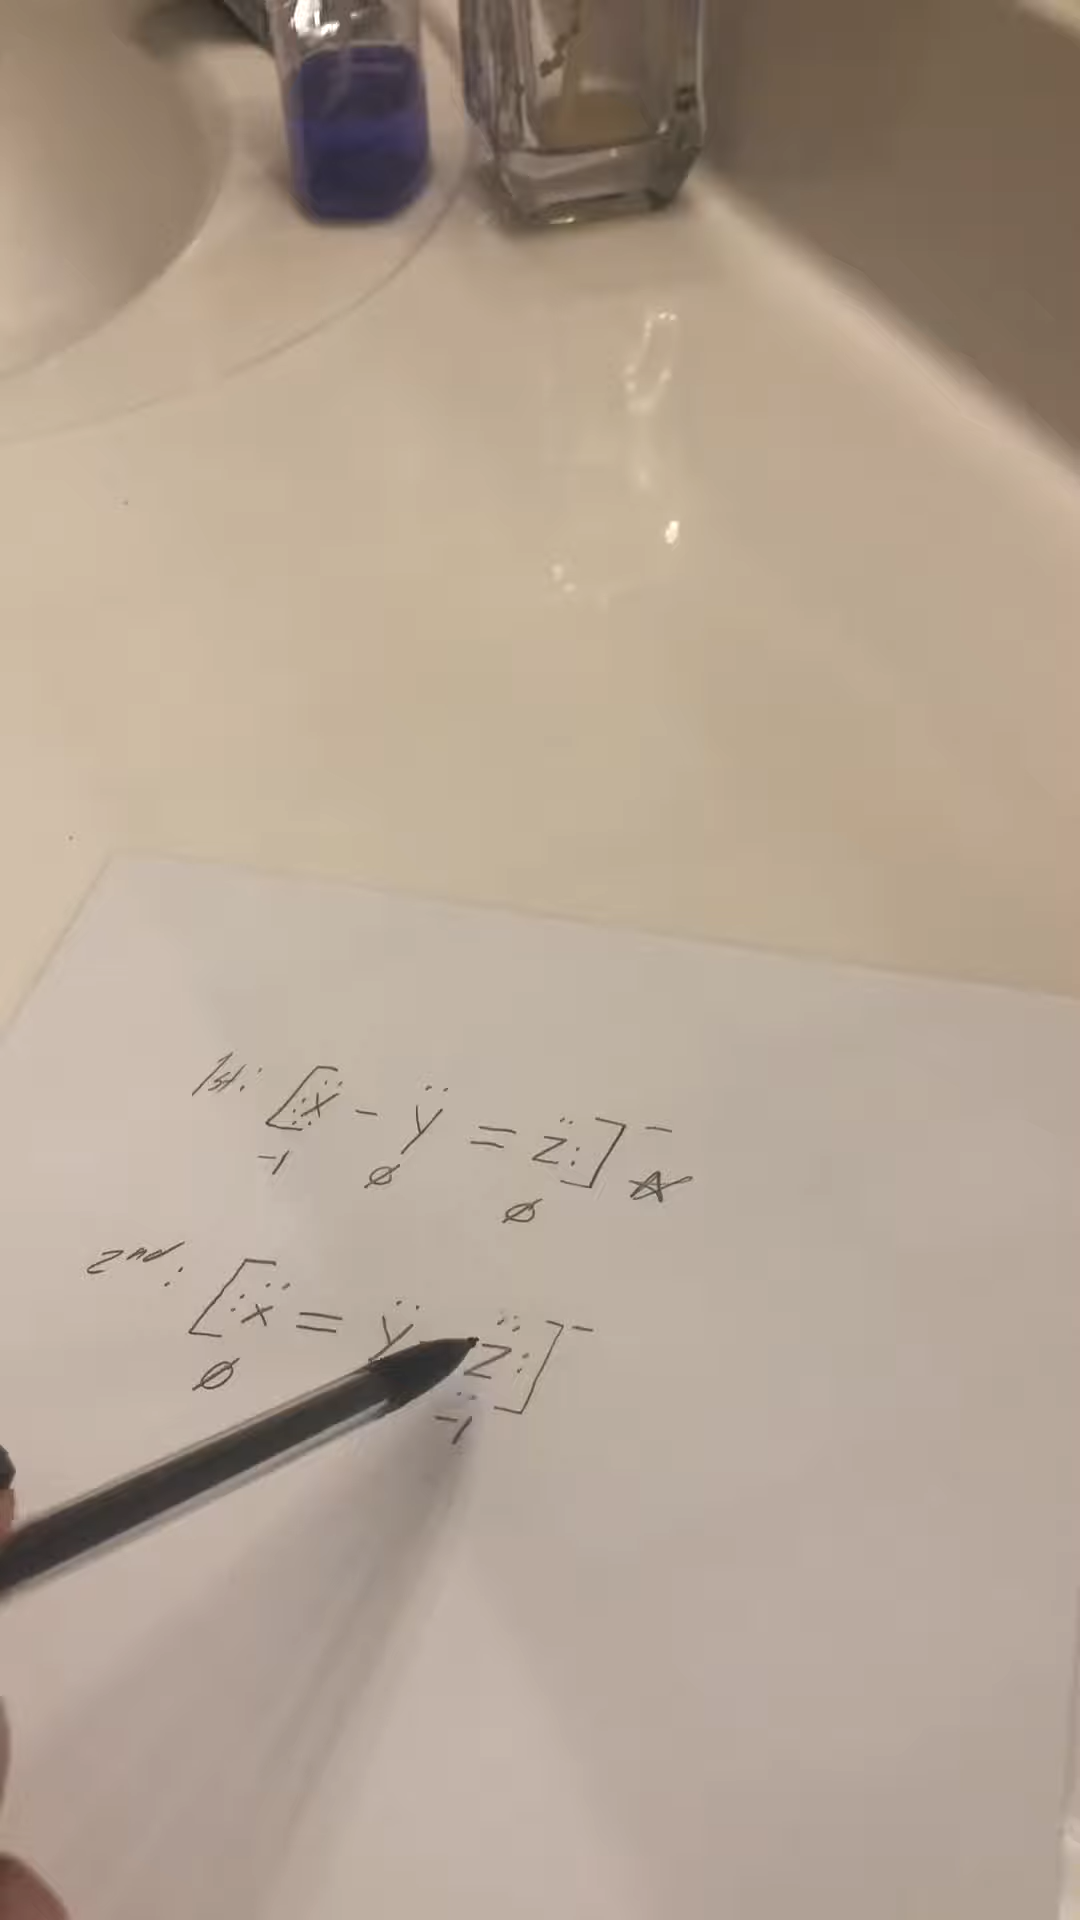 1st: [:Ẍ - Ÿ = Z̈:]⁻ ☆
-1 ∅ ∅
2nd: [:Ẍ = Ÿ - Z̈:]⁻
∅ -1